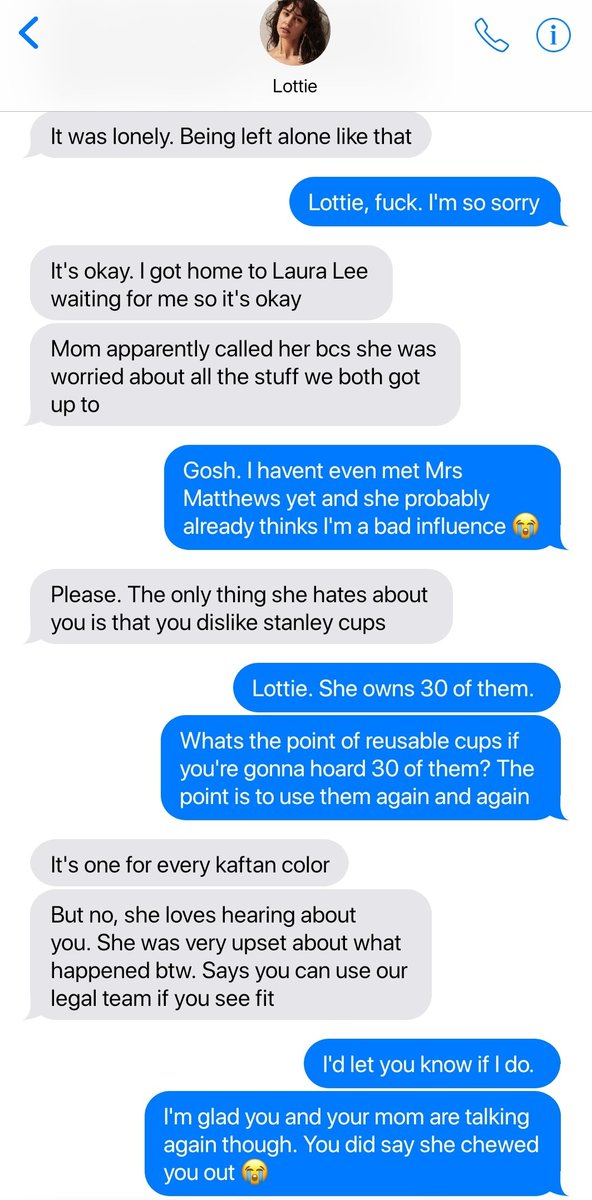 Lottie
It was lonely. Being left alone like that
Lottie, fuck. I'm so sorry
It's okay. I got home to Laura Lee
waiting for me so it's okay
Mom apparently called her bcs she was
worried about all the stuff we both got
up to
Gosh. I havent even met Mrs
Matthews yet and she probably
already thinks I'm a bad influence 😭
Please. The only thing she hates about
you is that you dislike stanley cups
Lottie. She owns 30 of them.
Whats the point of reusable cups if
you're gonna hoard 30 of them? The
point is to use them again and again
It's one for every kaftan color
But no, she loves hearing about
you. She was very upset about what
happened btw. Says you can use our
legal team if you see fit
I'd let you know if I do.
I'm glad you and your mom are talking
again though. You did say she chewed
you out 😭